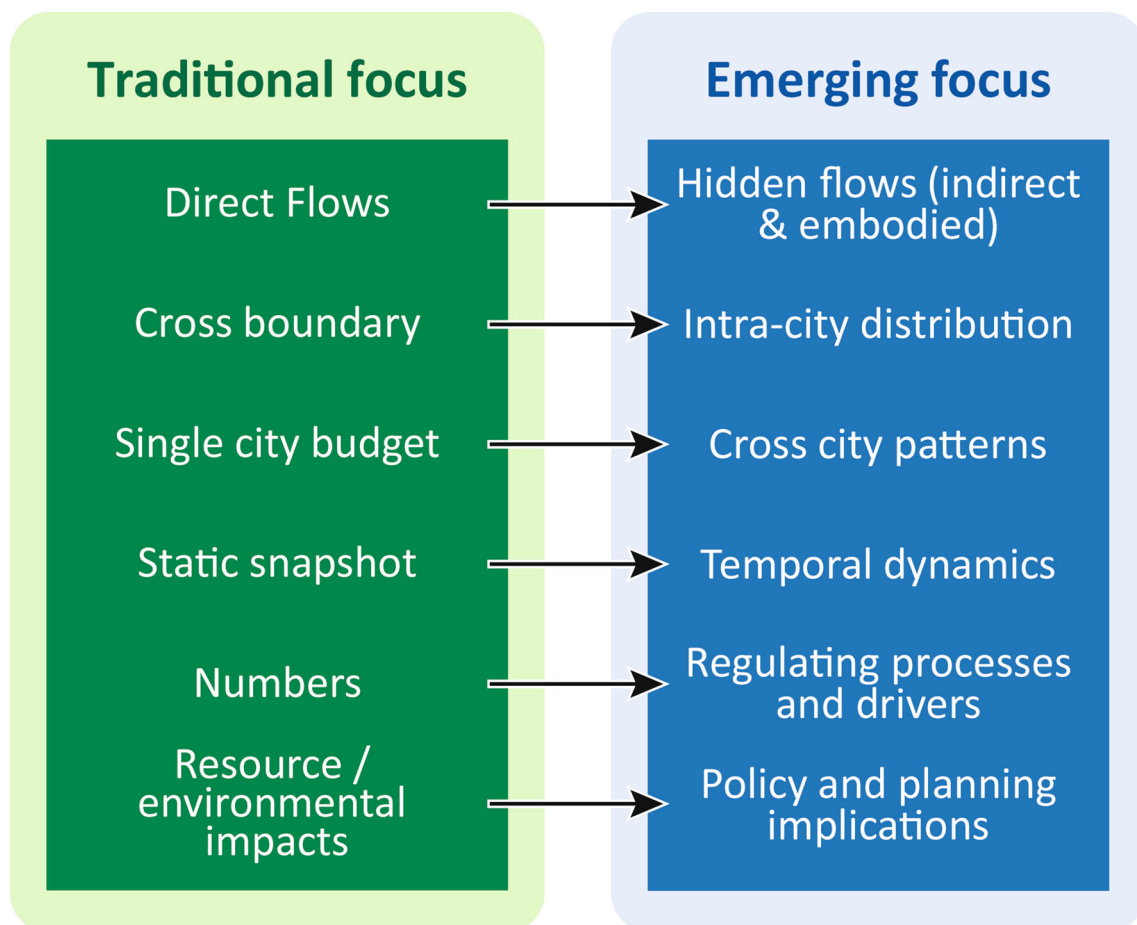 Traditional focus
Direct Flows
Cross boundary
Single city budget
Static snapshot
Numbers
Resource /
environmental
impacts
Emerging focus
Hidden flows (indirect
& embodied)
Intra-city distribution
Cross city patterns
Temporal dynamics
Regulating processes
and drivers
Policy and planning
implications